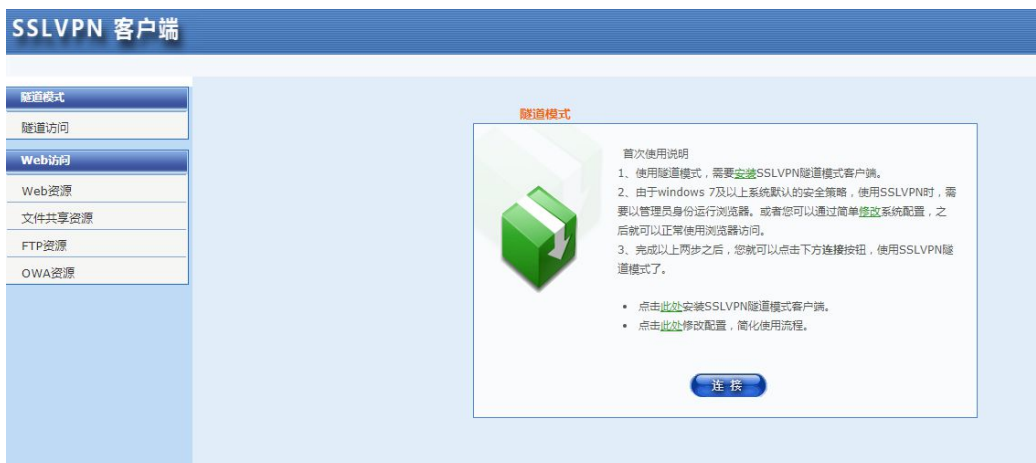 SSLVPN 客户端
隧道模式
隧道访问
Web访问
Web资源
文件共享资源
FTP资源
OWA资源
隧道模式
首次使用说明
1、使用隧道模式，需要安装SSLVPN隧道模式客户端。
2、由于windows 7及以上系统默认的安全策略，使用SSLVPN时，需
要以管理员身份运行浏览器。或者您可以通过简单修改系统配置，之
后就可以正常使用浏览器访问。
3、完成以上两步之后，您就可以点击下方连接按钮，使用SSLVPN隧
道模式了。
• 点击此处安装SSLVPN隧道模式客户端。
• 点击此处修改配置，简化使用流程。
连 接